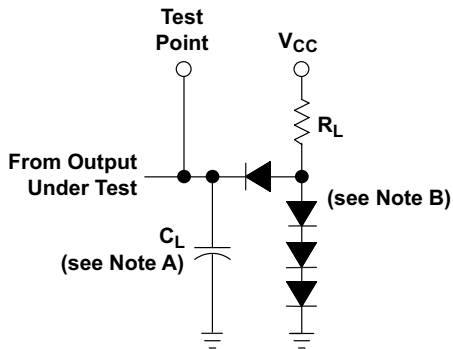 Test
Point
VCC
RL
From Output
Under Test
(see Note B)
CL
(see Note A)